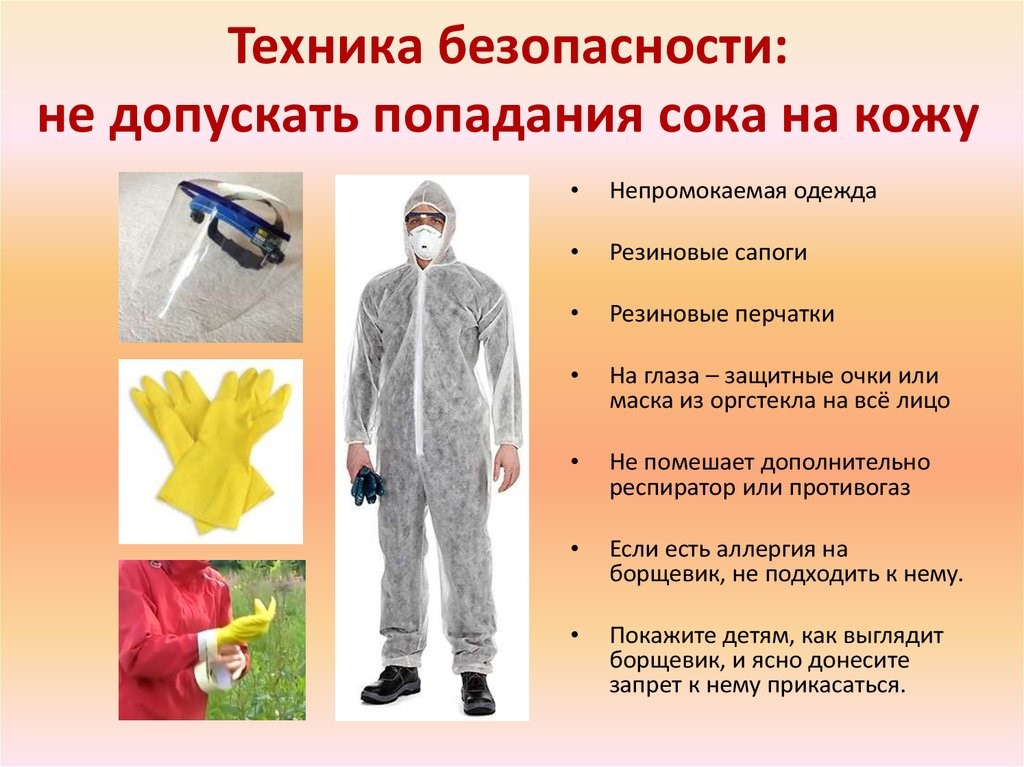 Техника безопасности:
не допускать попадания сока на кожу
• Непромокаемая одежда
• Резиновые сапоги
• Резиновые перчатки
• На глаза – защитные очки или
маска из оргстекла на всё лицо
• Не помешает дополнительно
респиратор или противогаз
• Если есть аллергия на
борщевик, не подходить к нему.
• Покажите детям, как выглядит
борщевик, и ясно донесите
запрет к нему прикасаться.